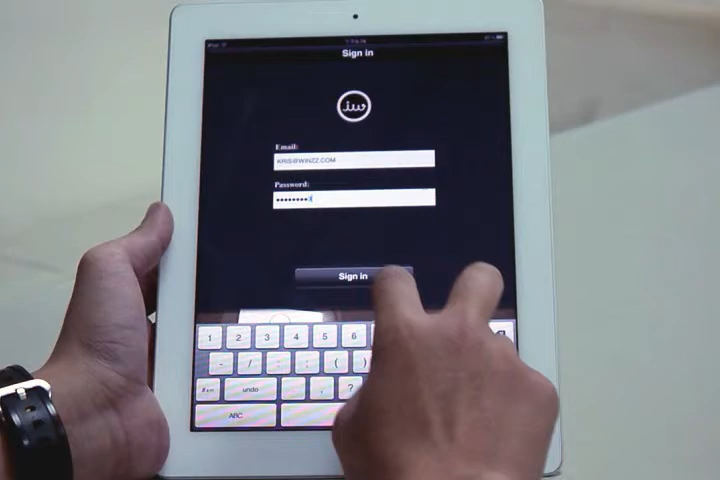 Sign in
iw
Email:
KRIS@WINZZ.COM
Password:
Sign in
1 2 3 4 5 6
- / : ; ( )
undo . , ?
ABC